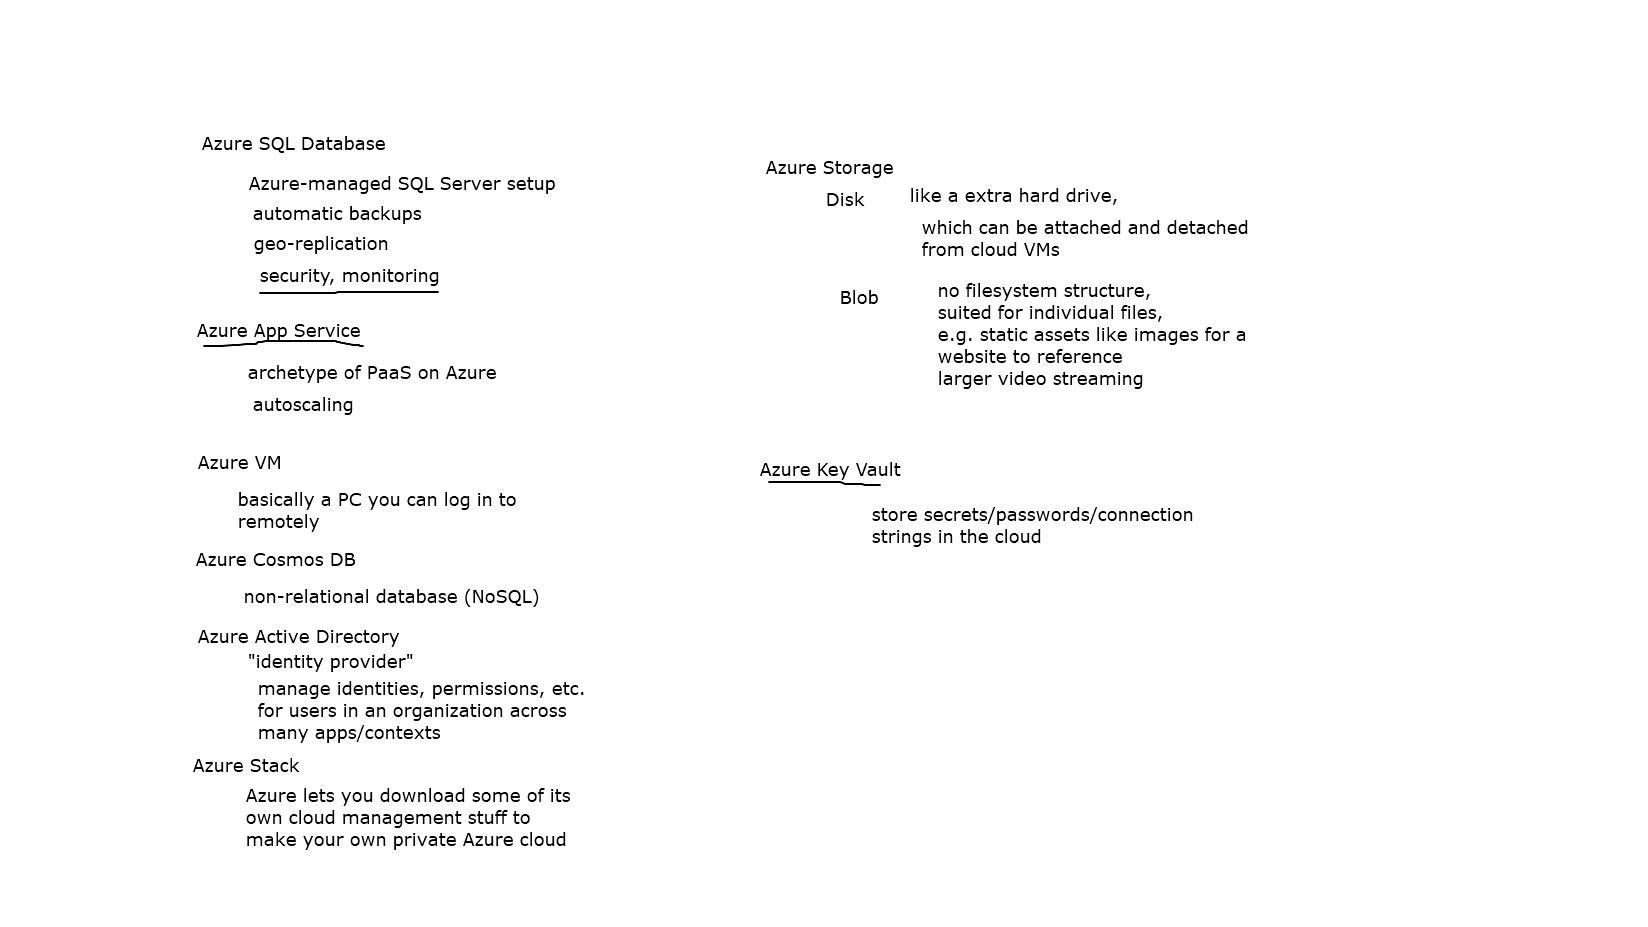 Azure SQL Database
Azure-managed SQL Server setup
automatic backups
geo-replication
security, monitoring
Azure App Service
archetype of PaaS on Azure
autoscaling
Azure VM
basically a PC you can log in to
remotely
Azure Cosmos DB
non-relational database (NoSQL)
Azure Active Directory
"identity provider"
manage identities, permissions, etc.
for users in an organization across
many apps/contexts
Azure Stack
Azure lets you download some of its
own cloud management stuff to
make your own private Azure cloud
Azure Storage
Disk like a extra hard drive,
which can be attached and detached
from cloud VMs
Blob no filesystem structure,
suited for individual files,
e.g. static assets like images for a
website to reference
larger video streaming
Azure Key Vault
store secrets/passwords/connection
strings in the cloud